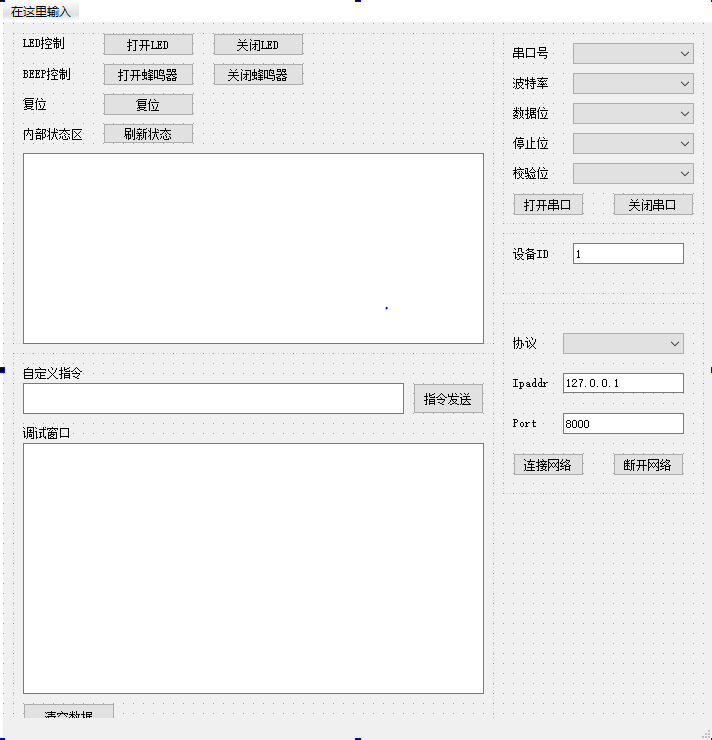 在这里输入
LED控制 打开LED 关闭LED
BEEP控制 打开蜂鸣器 关闭蜂鸣器
复位 复位
内部状态区 刷新状态
自定义指令
指令发送
调试窗口
清空数据
串口号
波特率
数据位
停止位
校验位
打开串口 关闭串口
设备ID 1
协议
Ipaddr 127.0.0.1
Port 8000
连接网络 断开网络